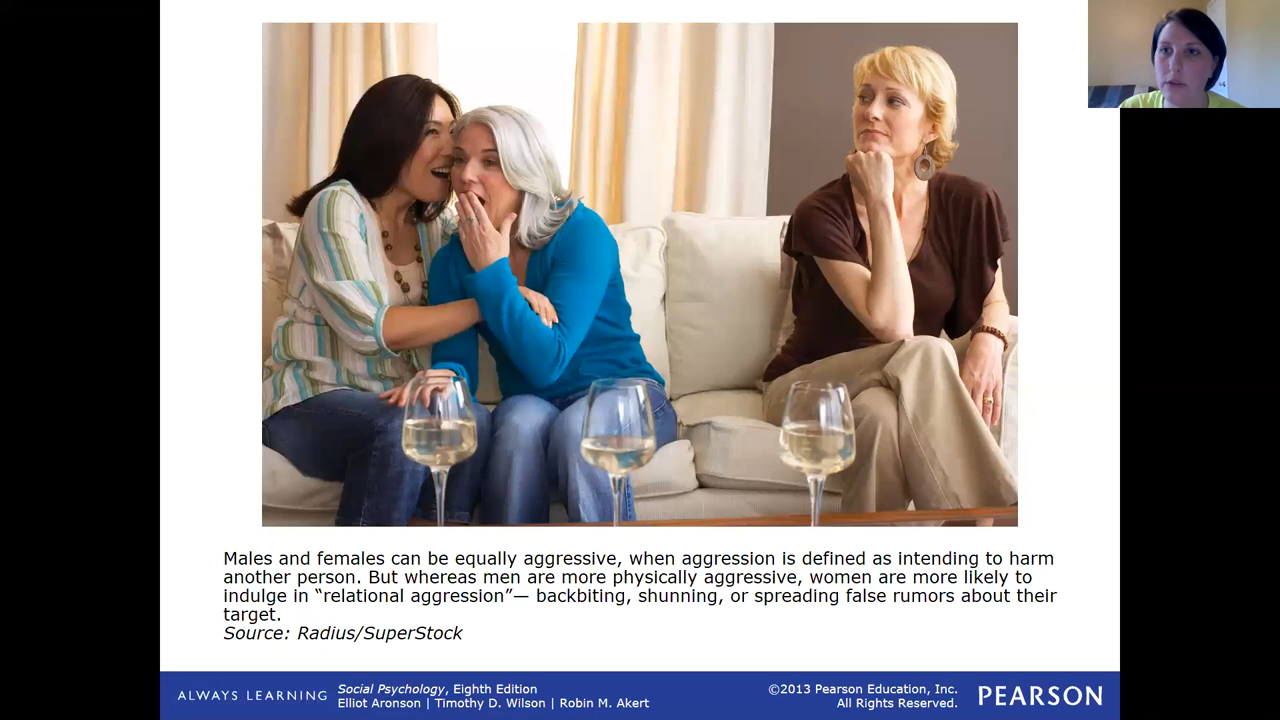 Males and females can be equally aggressive, when aggression is defined as intending to harm
another person. But whereas men are more physically aggressive, women are more likely to
indulge in “relational aggression”— backbiting, shunning, or spreading false rumors about their
target.
Source: Radius/SuperStock
ALWAYS LEARNING
Social Psychology, Eighth Edition
Elliot Aronson | Timothy D. Wilson | Robin M. Akert
©2013 Pearson Education, Inc.
All Rights Reserved.
PEARSON